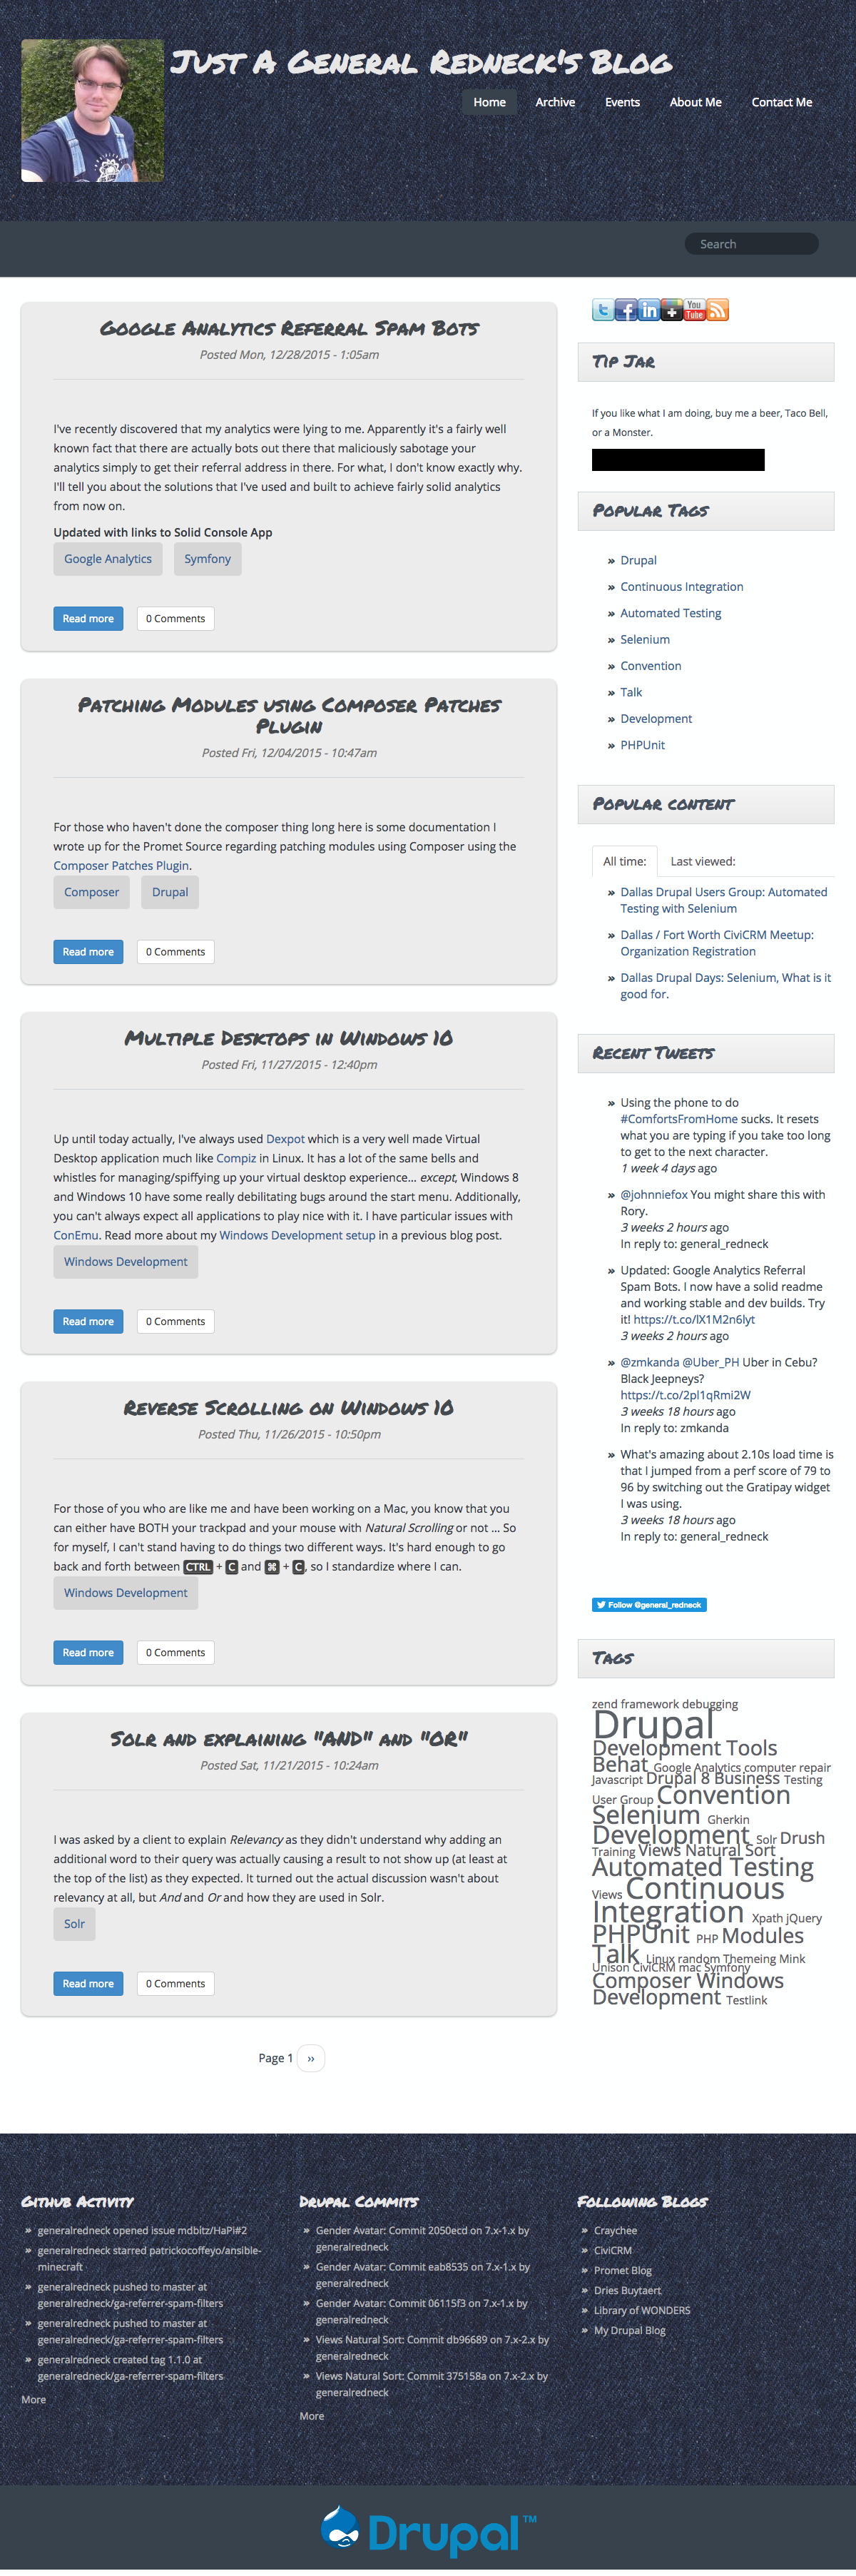 Just A General Redneck's Blog
Home Archive Events About Me Contact Me
Search
Google Analytics Referral Spam Bots
Posted Mon, 12/28/2015 - 1:05am
I've recently discovered that my analytics were lying to me. Apparently it's a fairly well
known fact that there are actually bots out there that maliciously sabotage your
analytics simply to get their referral address in there. For what, I don't know exactly why.
I'll tell you about the solutions that I've used and built to achieve fairly solid analytics
from now on.
Updated with links to Solid Console App
Google Analytics Symfony
Read more 0 Comments
Patching Modules using Composer Patches
Plugin
Posted Fri, 12/04/2015 - 10:47am
For those who haven't done the composer thing long here is some documentation I
wrote up for the Promet Source regarding patching modules using Composer using the
Composer Patches Plugin.
Composer Drupal
Read more 0 Comments
Multiple Desktops in Windows 10
Posted Fri, 11/27/2015 - 12:40pm
Up until today actually, I've always used Dexpot which is a very well made Virtual
Desktop application much like Compiz in Linux. It has a lot of the same bells and
whistles for managing/spiffying up your virtual desktop experience... except, Windows 8
and Windows 10 have some really debilitating bugs around the start menu. Additionally,
you can't always expect all applications to play nice with it. I have particular issues with
ConEmu. Read more about my Windows Development setup in a previous blog post.
Windows Development
Read more 0 Comments
Reverse Scrolling on Windows 10
Posted Thu, 11/26/2015 - 10:50pm
For those of you who are like me and have been working on a Mac, you know that you
can either have BOTH your trackpad and your mouse with Natural Scrolling or not ... So
for myself, I can't stand having to do things two different ways. It's hard enough to go
back and forth between CTRL + C and ⌘ + C, so I standardize where I can.
Windows Development
Read more 0 Comments
Solr and explaining "AND" and "OR"
Posted Sat, 11/21/2015 - 10:24am
I was asked by a client to explain Relevancy as they didn't understand why adding an
additional word to their query was actually causing a result to not show up (at least at
the top of the list) as they expected. It turned out the actual discussion wasn't about
relevancy at all, but And and Or and how they are used in Solr.
Solr
Read more 0 Comments
Page 1 ››
You Tube
Tip Jar
If you like what I am doing, buy me a beer, Taco Bell,
or a Monster.
Popular Tags
» Drupal
» Continuous Integration
» Automated Testing
» Selenium
» Convention
» Talk
» Development
» PHPUnit
Popular content
All time: Last viewed:
» Dallas Drupal Users Group: Automated
Testing with Selenium
» Dallas / Fort Worth CiviCRM Meetup:
Organization Registration
» Dallas Drupal Days: Selenium, What is it
good for.
Recent Tweets
» Using the phone to do
#ComfortsFromHome sucks. It resets
what you are typing if you take too long
to get to the next character.
1 week 4 days ago
» @johnniefox You might share this with
Rory.
3 weeks 2 hours ago
In reply to: general_redneck
» Updated: Google Analytics Referral
Spam Bots. I now have a solid readme
and working stable and dev builds. Try
it! https://t.co/lX1M2n6lyt
3 weeks 2 hours ago
» @zmkanda @Uber_PH Uber in Cebu?
Black Jeepneys?
https://t.co/2pl1qRmi2W
3 weeks 18 hours ago
In reply to: zmkanda
» What's amazing about 2.10s load time is
that I jumped from a perf score of 79 to
96 by switching out the Gratipay widget
I was using.
3 weeks 18 hours ago
In reply to: general_redneck
Follow @general_redneck
Tags
zend framework debugging
Drupal
Development Tools
Behat Google Analytics computer repair
Javascript Drupal 8 Business Testing
User Group Convention
Selenium Gherkin
Development Solr Drush
Training Views Natural Sort
Automated Testing
Views Continuous
Integration Xpath jQuery
PHPUnit PHP Modules
Talk Linux random Themeing Mink
Unison CiviCRM mac Symfony
Composer Windows
Development Testlink
Github Activity
» generalredneck opened issue mdbitz/HaPi#2
» generalredneck starred patrickocoffeyo/ansible-
minecraft
» generalredneck pushed to master at
generalredneck/ga-referrer-spam-filters
» generalredneck pushed to master at
generalredneck/ga-referrer-spam-filters
» generalredneck created tag 1.1.0 at
generalredneck/ga-referrer-spam-filters
More
Drupal Commits
» Gender Avatar: Commit 2050ecd on 7.x-1.x by
generalredneck
» Gender Avatar: Commit eab8535 on 7.x-1.x by
generalredneck
» Gender Avatar: Commit 06115f3 on 7.x-1.x by
generalredneck
» Views Natural Sort: Commit db96689 on 7.x-2.x by
generalredneck
» Views Natural Sort: Commit 375158a on 7.x-2.x by
generalredneck
More
Following Blogs
» Craychee
» CiviCRM
» Promet Blog
» Dries Buytaert
» Library of WONDERS
» My Drupal Blog
Drupal™